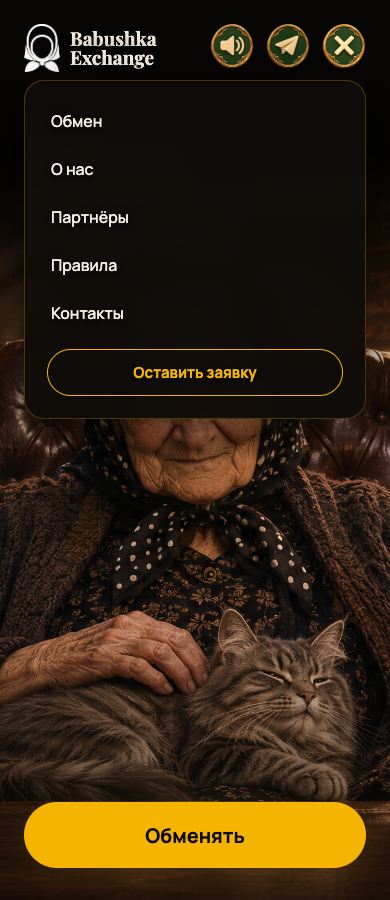 Babushka
Exchange
Обмен
О нас
Партнёры
Правила
Контакты
Оставить заявку
Обменять